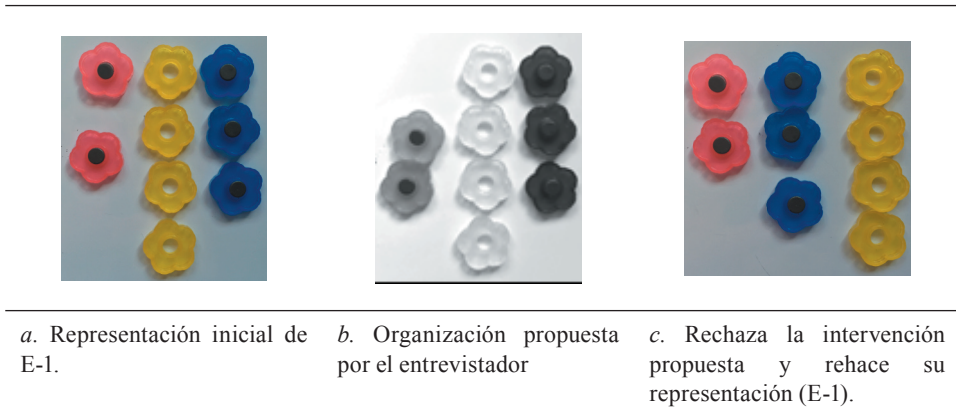 a. Representación inicial de
E-1.
b. Organización propuesta
por el entrevistador
c. Rechaza la intervención
propuesta y rehace su
representación (E-1).